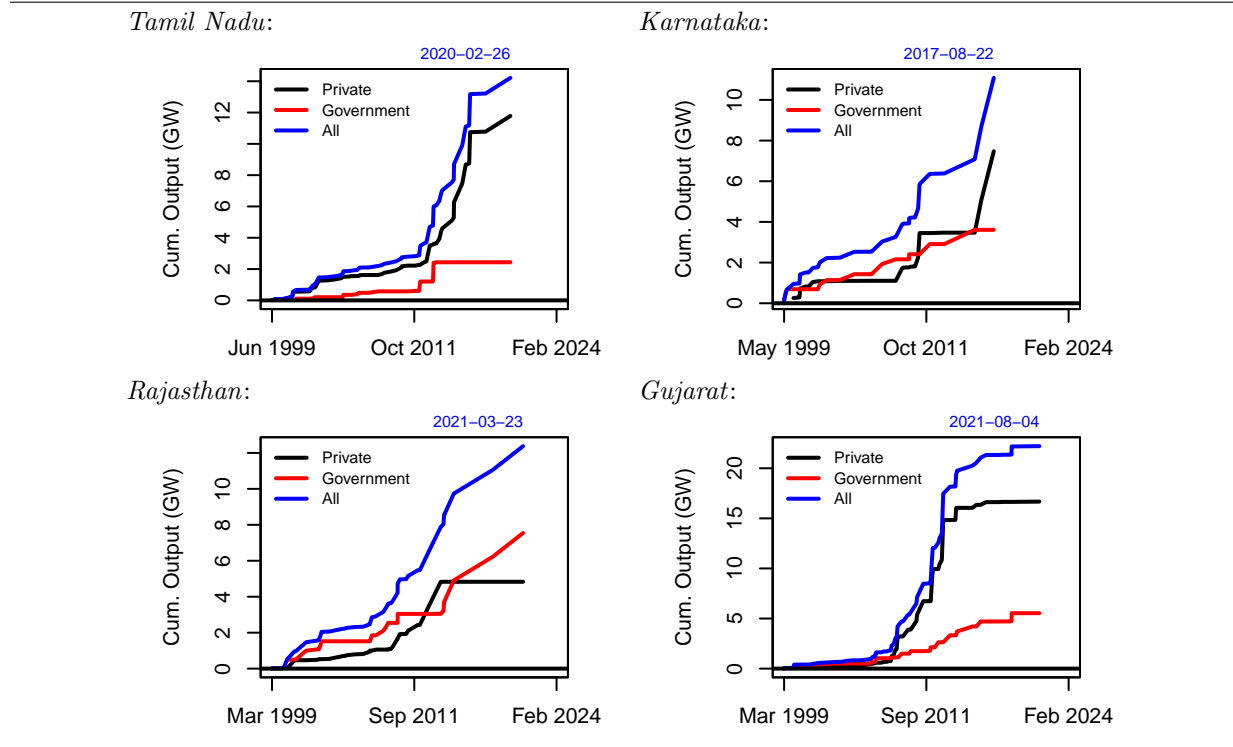 Tamil Nadu:
2020−02−26
Cum. Output (GW)
0 2 4 6 8 12
Private
Government
All
Jun 1999 Oct 2011 Feb 2024
Karnataka:
2017−08−22
Cum. Output (GW)
0 2 4 6 8 10
Private
Government
All
May 1999 Oct 2011 Feb 2024
Rajasthan:
2021−03−23
Cum. Output (GW)
0 2 4 6 8 10
Private
Government
All
Mar 1999 Sep 2011 Feb 2024
Gujarat:
2021−08−04
Cum. Output (GW)
0 5 10 15 20
Private
Government
All
Mar 1999 Sep 2011 Feb 2024